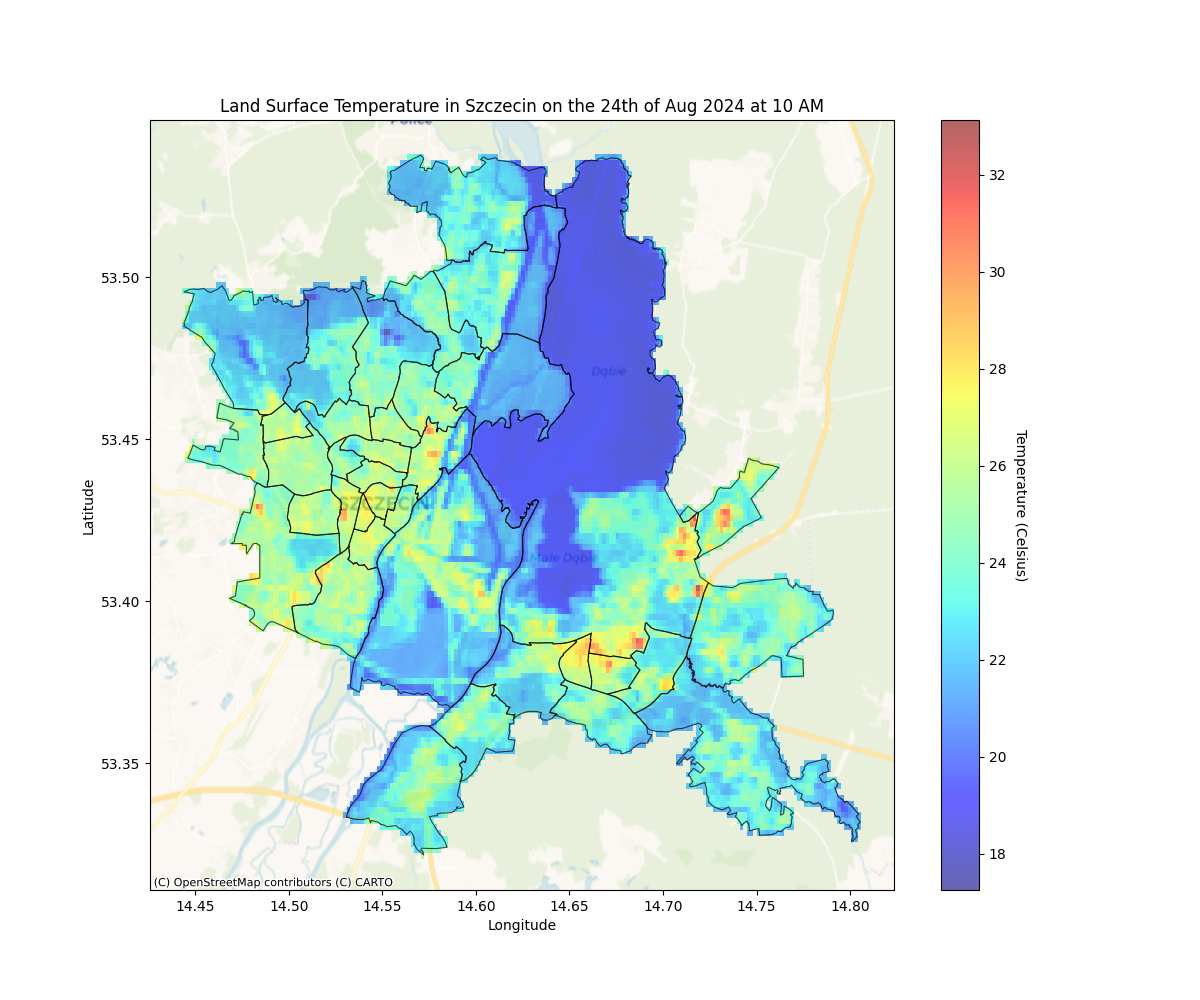 Land Surface Temperature in Szczecin on the 24th of Aug 2024 at 10 AM
Police
53.50
53.45
53.40
53.35
Latitude
Dąbie
SZCZECIN
Małe Dąbie
(C) OpenStreetMap contributors (C) CARTO
14.45 14.50 14.55 14.60 14.65 14.70 14.75 14.80
Longitude
32
30
28
26
24
22
20
18
Temperature (Celsius)